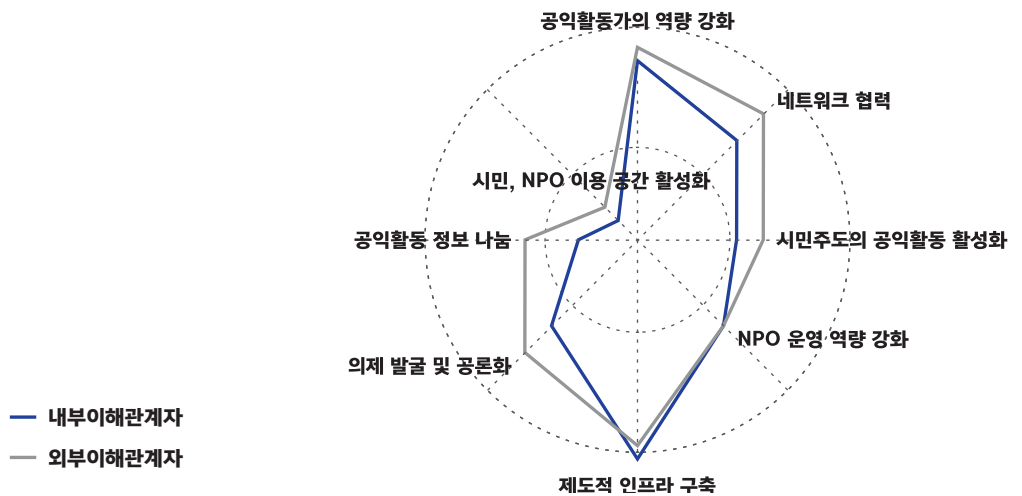 공익활동가의 역량 강화
네트워크 협력
시민, NPO 이용 공간 활성화
공익활동 정보 나눔
시민주도의 공익활동 활성화
NPO 운영 역량 강화
의제 발굴 및 공론화
내부이해관계자
외부이해관계자
제도적 인프라 구축